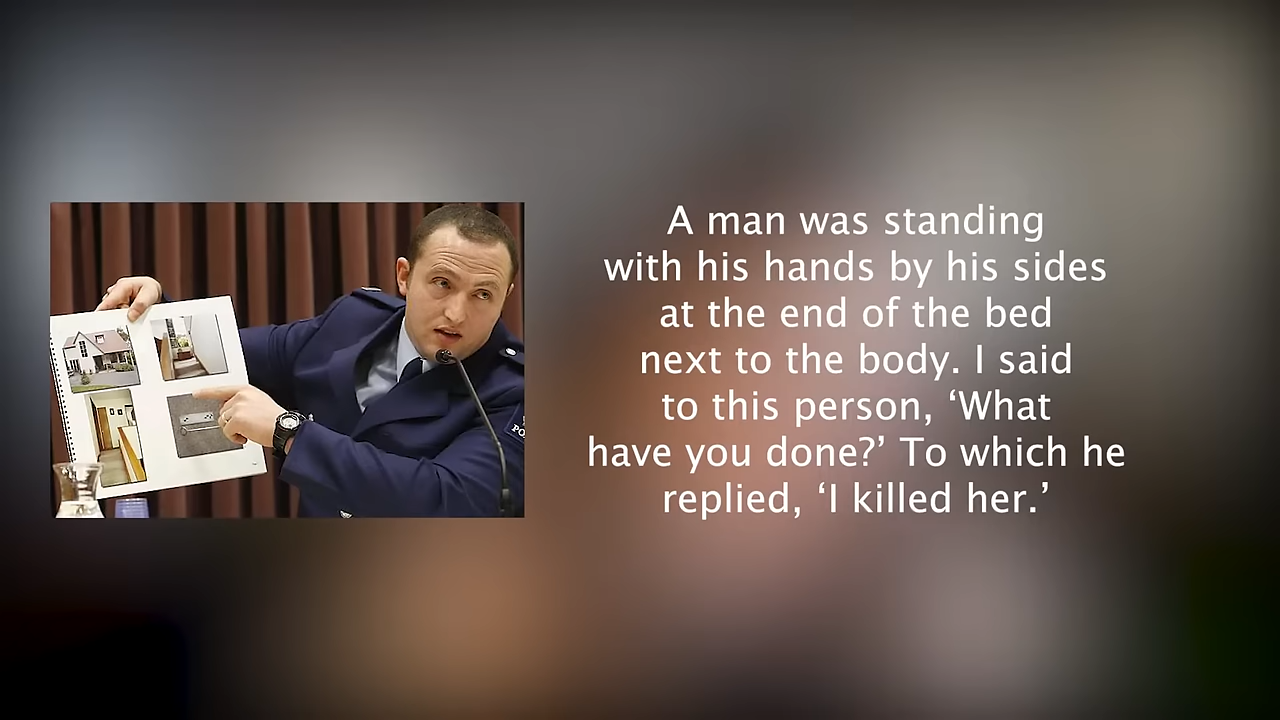 A man was standing
with his hands by his sides
at the end of the bed
next to the body. I said
to this person, ‘What
have you done?’ To which he
replied, ‘I killed her.’
PO